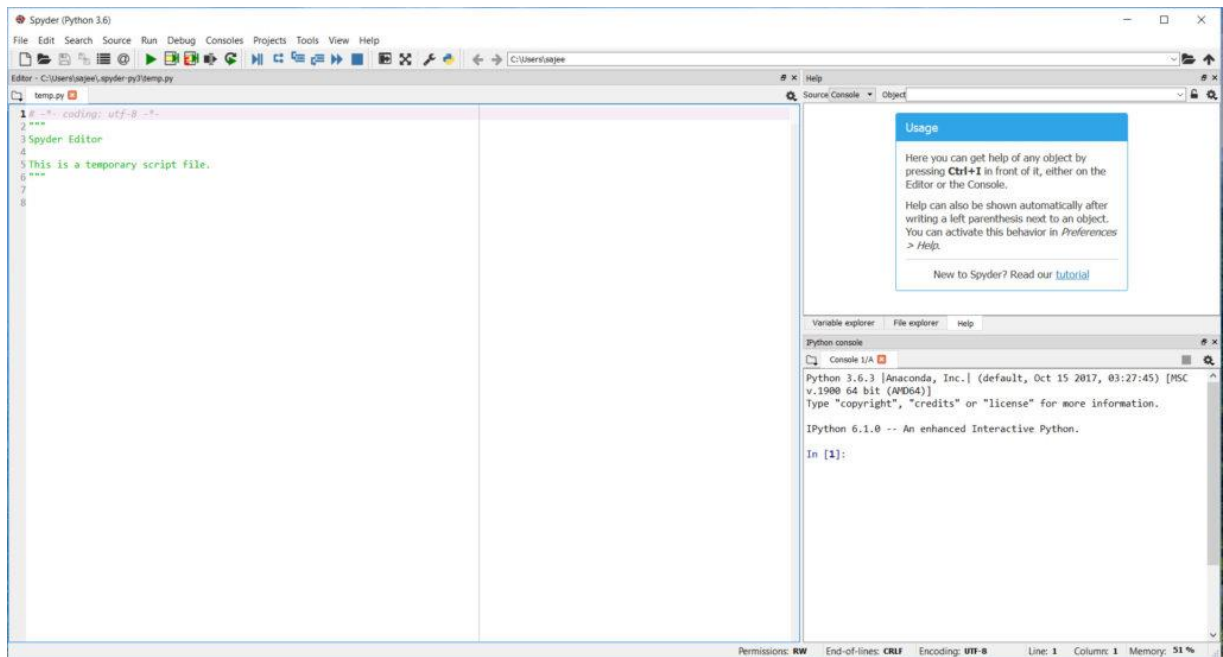 Spyder (Python 3.6)
File Edit Search Source Run Debug Consoles Projects Tools View Help
C:\Users\sajee
Editor - C:\Users\sajee\.spyder-py3\temp.py
temp.py
1 # -*- coding: utf-8 -*-
2 """
3 Spyder Editor
4
5 This is a temporary script file.
6 """
7
8
Help
Source Console Object
Usage
Here you can get help of any object by
pressing Ctrl+I in front of it, either on the
Editor or the Console.
Help can also be shown automatically after
writing a left parenthesis next to an object.
You can activate this behavior in Preferences
> Help.
New to Spyder? Read our tutorial
Variable explorer File explorer Help
IPython console
Console 1/A
Python 3.6.3 |Anaconda, Inc.| (default, Oct 15 2017, 03:27:45) [MSC
v.1900 64 bit (AMD64)]
Type "copyright", "credits" or "license" for more information.
IPython 6.1.0 -- An enhanced Interactive Python.
In [1]:
Permissions: RW End-of-lines: CRLF Encoding: UTF-8 Line: 1 Column: 1 Memory: 51 %